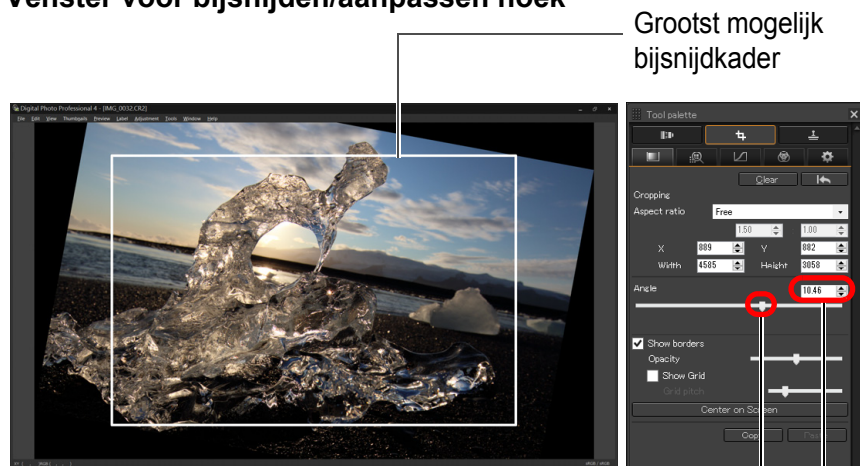 Venster voor bijsnijden/aanpassen hoek
Grootst mogelijk
bijsnijdkader
Digital Photo Professional 4 - [IMG_0032.CR2]
File Edit View Thumbnails Preview Label Adjustment Tools Window Help
Tool palette
Clear
Cropping
Aspect ratio Free
1.50 1.00
X 889 Y 882
Width 4585 Height 3058
Angle 10.46
Show borders
Opacity
Show Grid
Grid pitch
Center on Screen
Copy